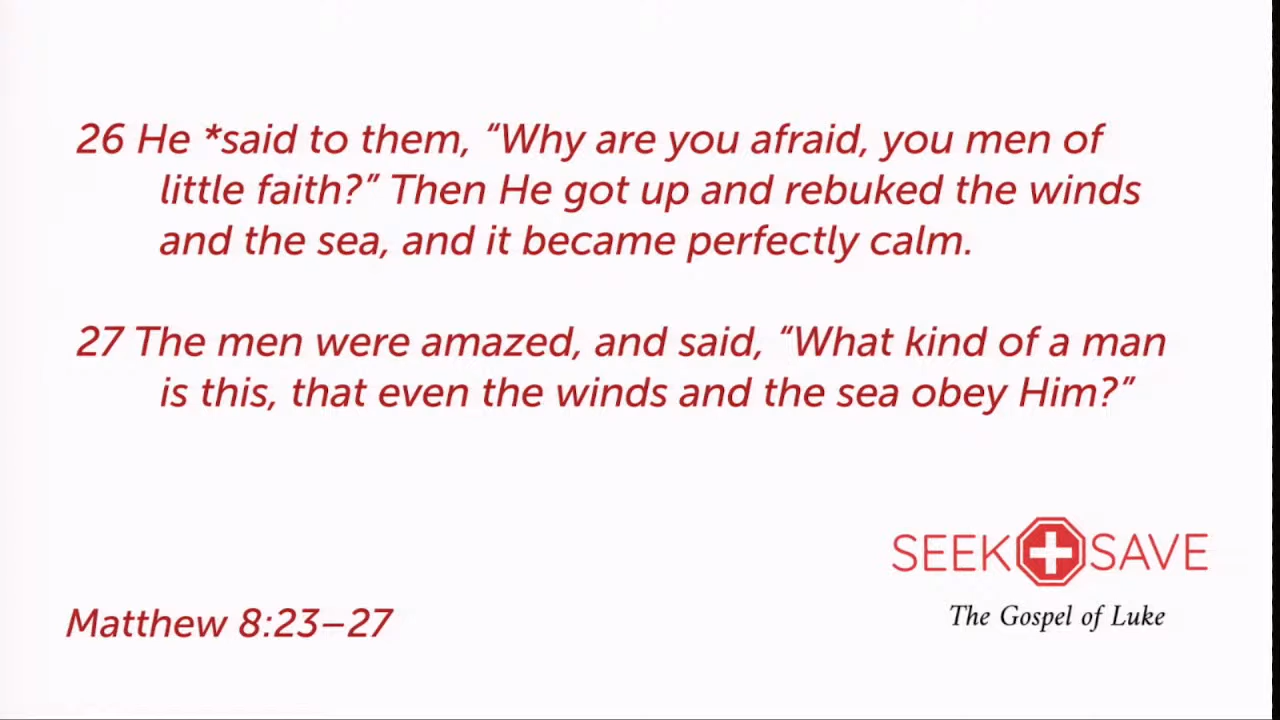 26 He *said to them, “Why are you afraid, you men of
little faith?” Then He got up and rebuked the winds
and the sea, and it became perfectly calm.
27 The men were amazed, and said, “What kind of a man
is this, that even the winds and the sea obey Him?”
SEEK SAVE
The Gospel of Luke
Matthew 8:23–27